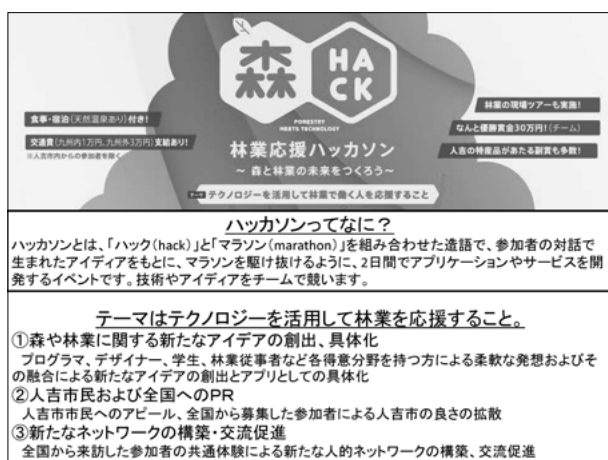 森
HACK
FORESTRY
MEETS TECHNOLOGY
林業応援ハッカソン
～ 森と林業の未来をつくろう～
テーマ テクノロジーを活用して林業で働く人を応援すること
食事・宿泊(天然温泉あり)付き!
交通費(九州内1万円、九州外3万円)支給あり!
※人吉市内からの参加者を除く
林業の現場ツアーも実施!
なんと優勝賞金30万円!(チーム)
人吉の特産品があたる副賞も多数!
ハッカソンってなに?
ハッカソンとは、「ハック(hack)」と「マラソン(marathon)」を組み合わせた造語で、参加者の対話で
生まれたアイディアをもとに、マラソンを駆け抜けるように、2日間でアプリケーションやサービスを開
発するイベントです。技術やアイディアをチームで競います。
テーマはテクノロジーを活用して林業を応援すること。
①森や林業に関する新たなアイデアの創出、具体化
プログラマ、デザイナー、学生、林業従事者など各得意分野を持つ方による柔軟な発想およびそ
の融合による新たなアイデアの創出とアプリとしての具体化
②人吉市民および全国へのPR
人吉市市民へのアピール、全国から募集した参加者による人吉市の良さの拡散
③新たなネットワークの構築・交流促進
全国から来訪した参加者の共通体験による新たな人的ネットワークの構築、交流促進